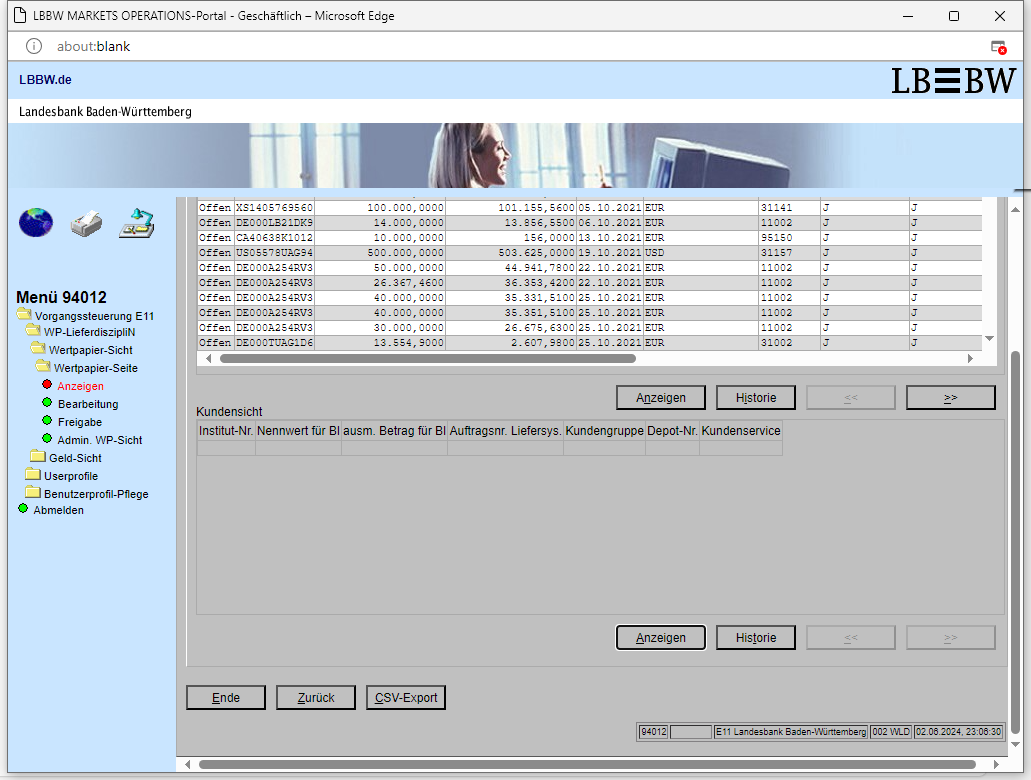 LBBW MARKETS OPERATIONS-Portal - Geschäftlich – Microsoft Edge
about:blank
LBBW.de
LB≡BW
Landesbank Baden-Württemberg
Menü 94012
Vorgangssteuerung E11
WP-LieferdiszipliN
Wertpapier-Sicht
Wertpapier-Seite
Anzeigen
Bearbeitung
Freigabe
Admin. WP-Sicht
Geld-Sicht
Userprofile
Benutzerprofil-Pflege
Abmelden
Offen XS1405769560 100.000,0000 101.155,5600 05.10.2021 EUR 31141 J J
Offen DE000LB21DK9 14.000,0000 13.856,5500 06.10.2021 EUR 11002 J J
Offen CA40638K1012 10.000,0000 156,0000 13.10.2021 EUR 95150 J J
Offen US05578UAG94 500.000,0000 503.625,0000 19.10.2021 USD 31157 J J
Offen DE000A254RV3 50.000,0000 44.941,7800 22.10.2021 EUR 11002 J J
Offen DE000A254RV3 26.367,4600 36.353,4200 22.10.2021 EUR 11002 J J
Offen DE000A254RV3 40.000,0000 35.331,5100 25.10.2021 EUR 11002 J J
Offen DE000A254RV3 40.000,0000 35.351,5100 25.10.2021 EUR 11002 J J
Offen DE000A254RV3 30.000,0000 26.675,6300 25.10.2021 EUR 11002 J J
Offen DE000TUAG1D6 13.554,9000 2.607,9800 25.10.2021 EUR 31002 J J
Anzeigen Historie << >>
Kundensicht
Institut-Nr. Nennwert für Bl ausm. Betrag für Bl Auftragsnr. Liefersys. Kundengruppe Depot-Nr. Kundenservice
Anzeigen Historie << >>
Ende Zurück CSV-Export
94012 E11 Landesbank Baden-Württemberg 002 WLD 02.06.2024, 23:06:30